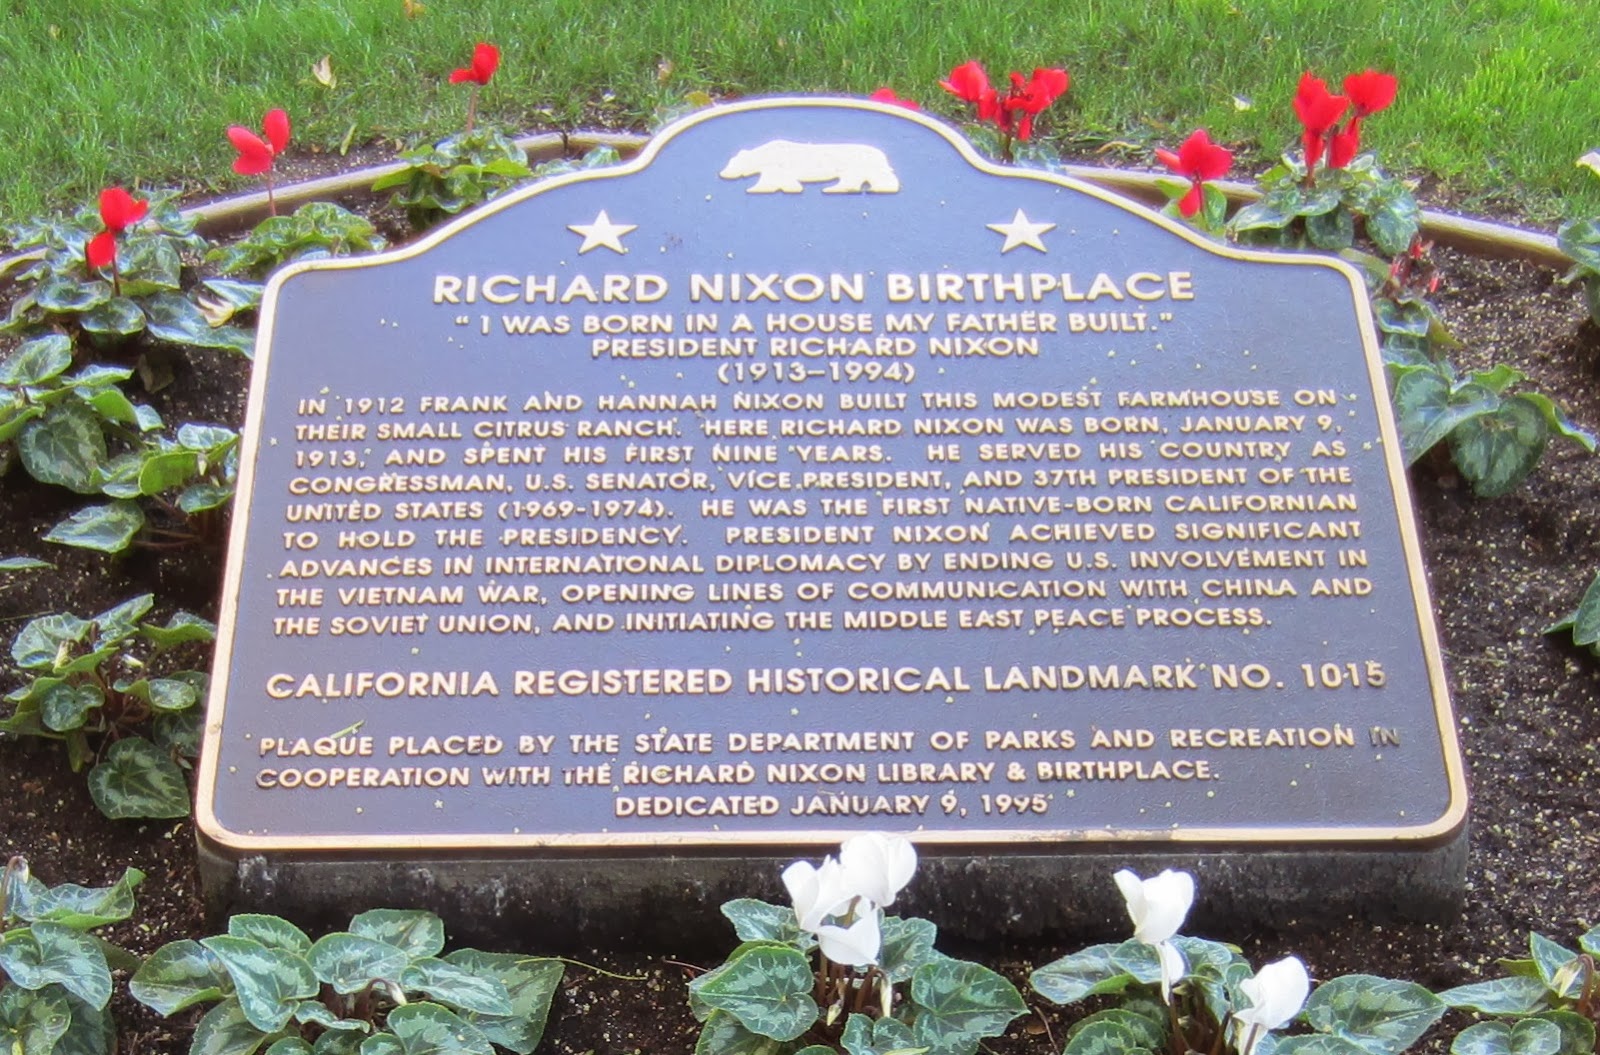 RICHARD NIXON BIRTHPLACE
"I WAS BORN IN A HOUSE MY FATHER BUILT."
PRESIDENT RICHARD NIXON
(1913–1994)
IN 1912 FRANK AND HANNAH NIXON BUILT THIS MODEST FARMHOUSE ON
THEIR SMALL CITRUS RANCH. HERE RICHARD NIXON WAS BORN, JANUARY 9,
1913, AND SPENT HIS FIRST NINE YEARS. HE SERVED HIS COUNTRY AS
CONGRESSMAN, U.S. SENATOR, VICE PRESIDENT, AND 37TH PRESIDENT OF THE
UNITED STATES (1969-1974). HE WAS THE FIRST NATIVE-BORN CALIFORNIAN
TO HOLD THE PRESIDENCY. PRESIDENT NIXON ACHIEVED SIGNIFICANT
ADVANCES IN INTERNATIONAL DIPLOMACY BY ENDING U.S. INVOLVEMENT IN
THE VIETNAM WAR, OPENING LINES OF COMMUNICATION WITH CHINA AND
THE SOVIET UNION, AND INITIATING THE MIDDLE EAST PEACE PROCESS.
CALIFORNIA REGISTERED HISTORICAL LANDMARK NO. 1015
PLAQUE PLACED BY THE STATE DEPARTMENT OF PARKS AND RECREATION IN
COOPERATION WITH THE RICHARD NIXON LIBRARY & BIRTHPLACE.
DEDICATED JANUARY 9, 1995